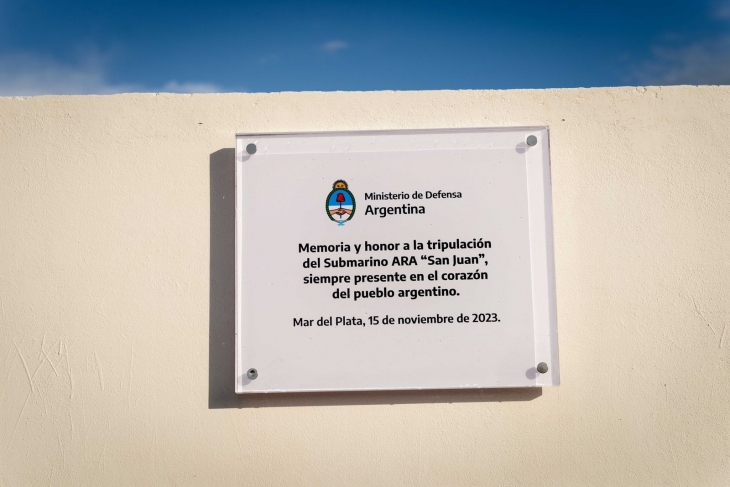 Ministerio de Defensa
Argentina
Memoria y honor a la tripulación
del Submarino ARA “San Juan”,
siempre presente en el corazón
del pueblo argentino.
Mar del Plata, 15 de noviembre de 2023.